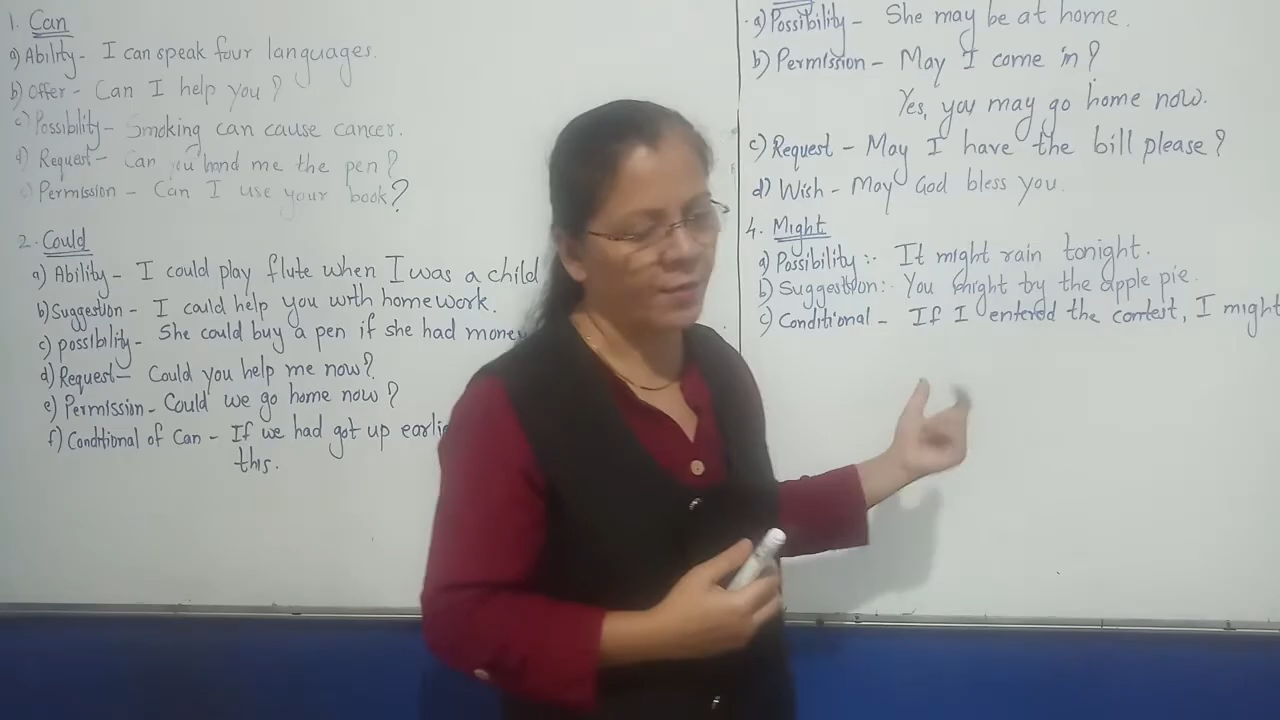 1. Can
a) Ability - I can speak four languages.
b) Offer - Can I help you?
c) Possibility - Smoking can cause cancer.
d) Request - Can you hand me the pen?
e) Permission - Can I use your book?
2. Could
a) Ability - I could play flute when I was a child
b) Suggestion - I could help you with homework.
c) possibility - She could buy a pen if she had money
d) Request - Could you help me now?
e) Permission - Could we go home now?
f) Conditional of Can - If we had got up
this.
a) Possibility - She may be at home.
b) Permission - May I come in?
Yes, you may go home now.
c) Request - May I have the bill please?
d) Wish - May God bless you.
4. Might
a) Possibility :- It might rain tonight.
b) Suggestion :- You might try the apple pie.
c) Conditional - If I entered the contest, I might